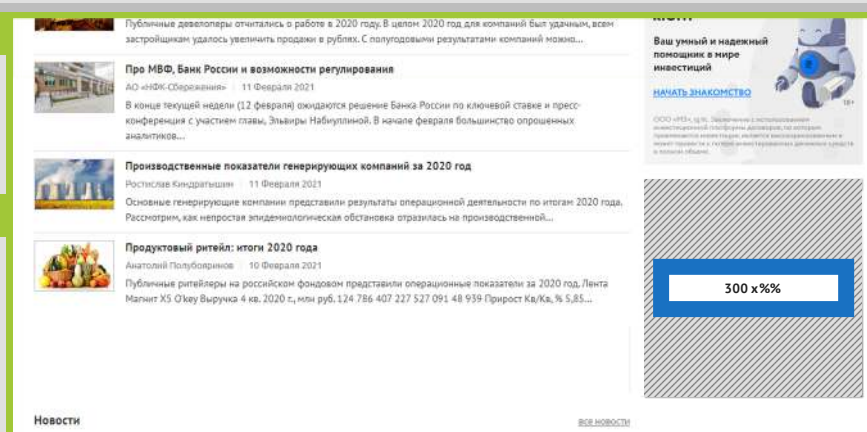 Публичные девелоперы отчитались о работе в 2020 году. В целом 2020 год для компаний был удачным, всем
застройщикам удалось увеличить продажи в рублях. С полугодовыми результатами компаний можно...
Про МВФ, Банк России и возможности регулирования
АО «НФК-Сбережения» 11 Февраля 2021
В конце текущей недели (12 февраля) ожидаются решение Банка России по ключевой ставке и пресс-
конференция с участием главы, Эльвиры Набиуллиной. В начале февраля большинство опрошенных
аналитиков...
Производственные показатели генерирующих компаний за 2020 год
Ростислав Киндратышин 11 Февраля 2021
Основные генерирующие компании представили результаты операционной деятельности по итогам 2020 года.
Рассмотрим, как непростая эпидемиологическая обстановка отразилась на производственной...
Продуктовый ритейл: итоги 2020 года
Анатолий Полубояринов 10 Февраля 2021
Публичные ритейлеры на российском фондовом представили операционные показатели за 2020 год. Лента
Магнит X5 O'key Выручка 4 кв. 2020 г., млн руб. 124 786 407 227 527 091 48 939 Прирост Кв/Кв, % 5,85...
Новости
все новости
Ваш умный и надежный
помощник в мире
инвестиций
НАЧАТЬ ЗНАКОМСТВО
18+
300 x%%